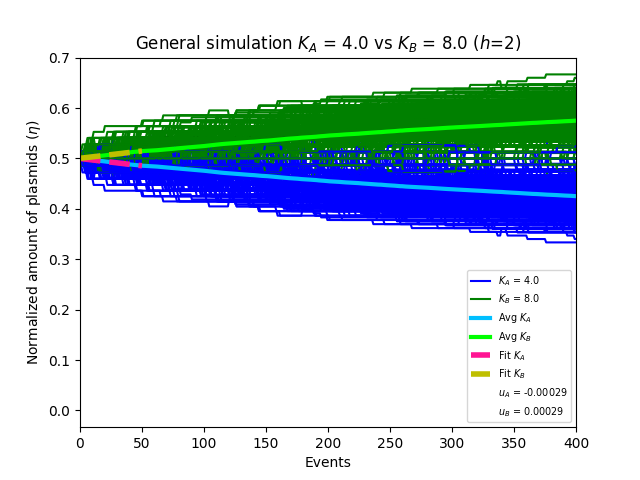 General simulation K_A = 4.0 vs K_B = 8.0 (h=2)
Normalized amount of plasmids (η)
0.7
0.6
0.5
0.4
0.3
0.2
0.1
0.0
K_A = 4.0
K_B = 8.0
Avg K_A
Avg K_B
Fit K_A
Fit K_B
u_A = -0.00029
u_B = 0.00029
0 50 100 150 200 250 300 350 400
Events